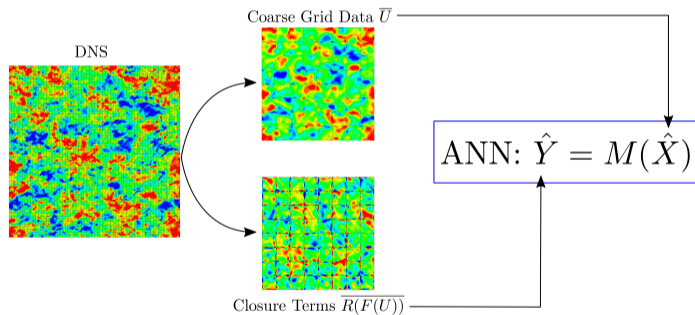 Coarse Grid Data $\overline{U}$
DNS
ANN: $\hat{Y} = M(\hat{X})$
Closure Terms $\overline{R(F(U))}$